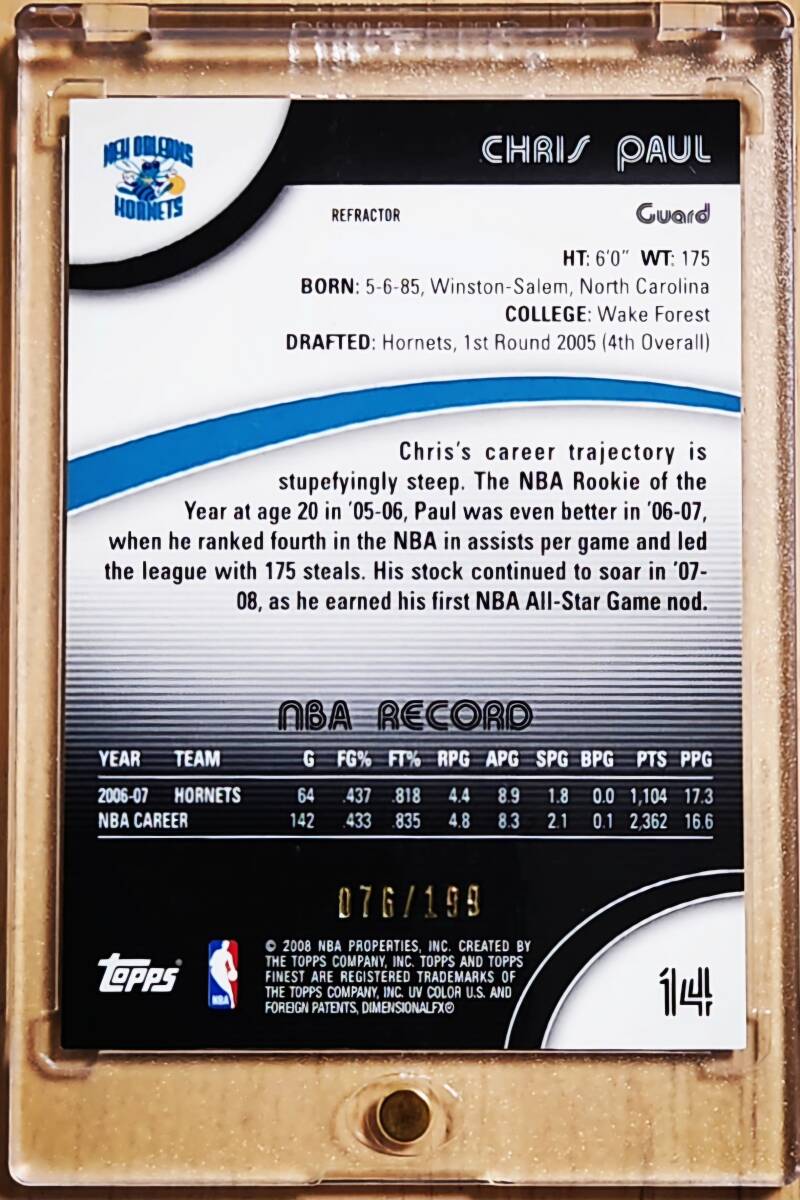 NEW ORLEANS
HORNETS
CHRIS PAUL
REFRACTOR
Guard
HT: 6'0" WT: 175
BORN: 5-6-85, Winston-Salem, North Carolina
COLLEGE: Wake Forest
DRAFTED: Hornets, 1st Round 2005 (4th Overall)
Chris's career trajectory is
stupefyingly steep. The NBA Rookie of the
Year at age 20 in '05-06, Paul was even better in '06-07,
when he ranked fourth in the NBA in assists per game and led
the league with 175 steals. His stock continued to soar in '07-
08, as he earned his first NBA All-Star Game nod.
NBA RECORD
YEAR TEAM G FG% FT% RPG APG SPG BPG PTS PPG
2006-07 HORNETS 64 .437 .818 4.4 8.9 1.8 0.0 1,104 17.3
NBA CAREER 142 .433 .835 4.8 8.3 2.1 0.1 2,362 16.6
076/199
topps®
NBA
© 2008 NBA PROPERTIES, INC. CREATED BY
THE TOPPS COMPANY, INC. TOPPS AND TOPPS
FINEST ARE REGISTERED TRADEMARKS OF
THE TOPPS COMPANY, INC. UV COLOR U.S. AND
FOREIGN PATENTS, DIMENSIONALFX©
14